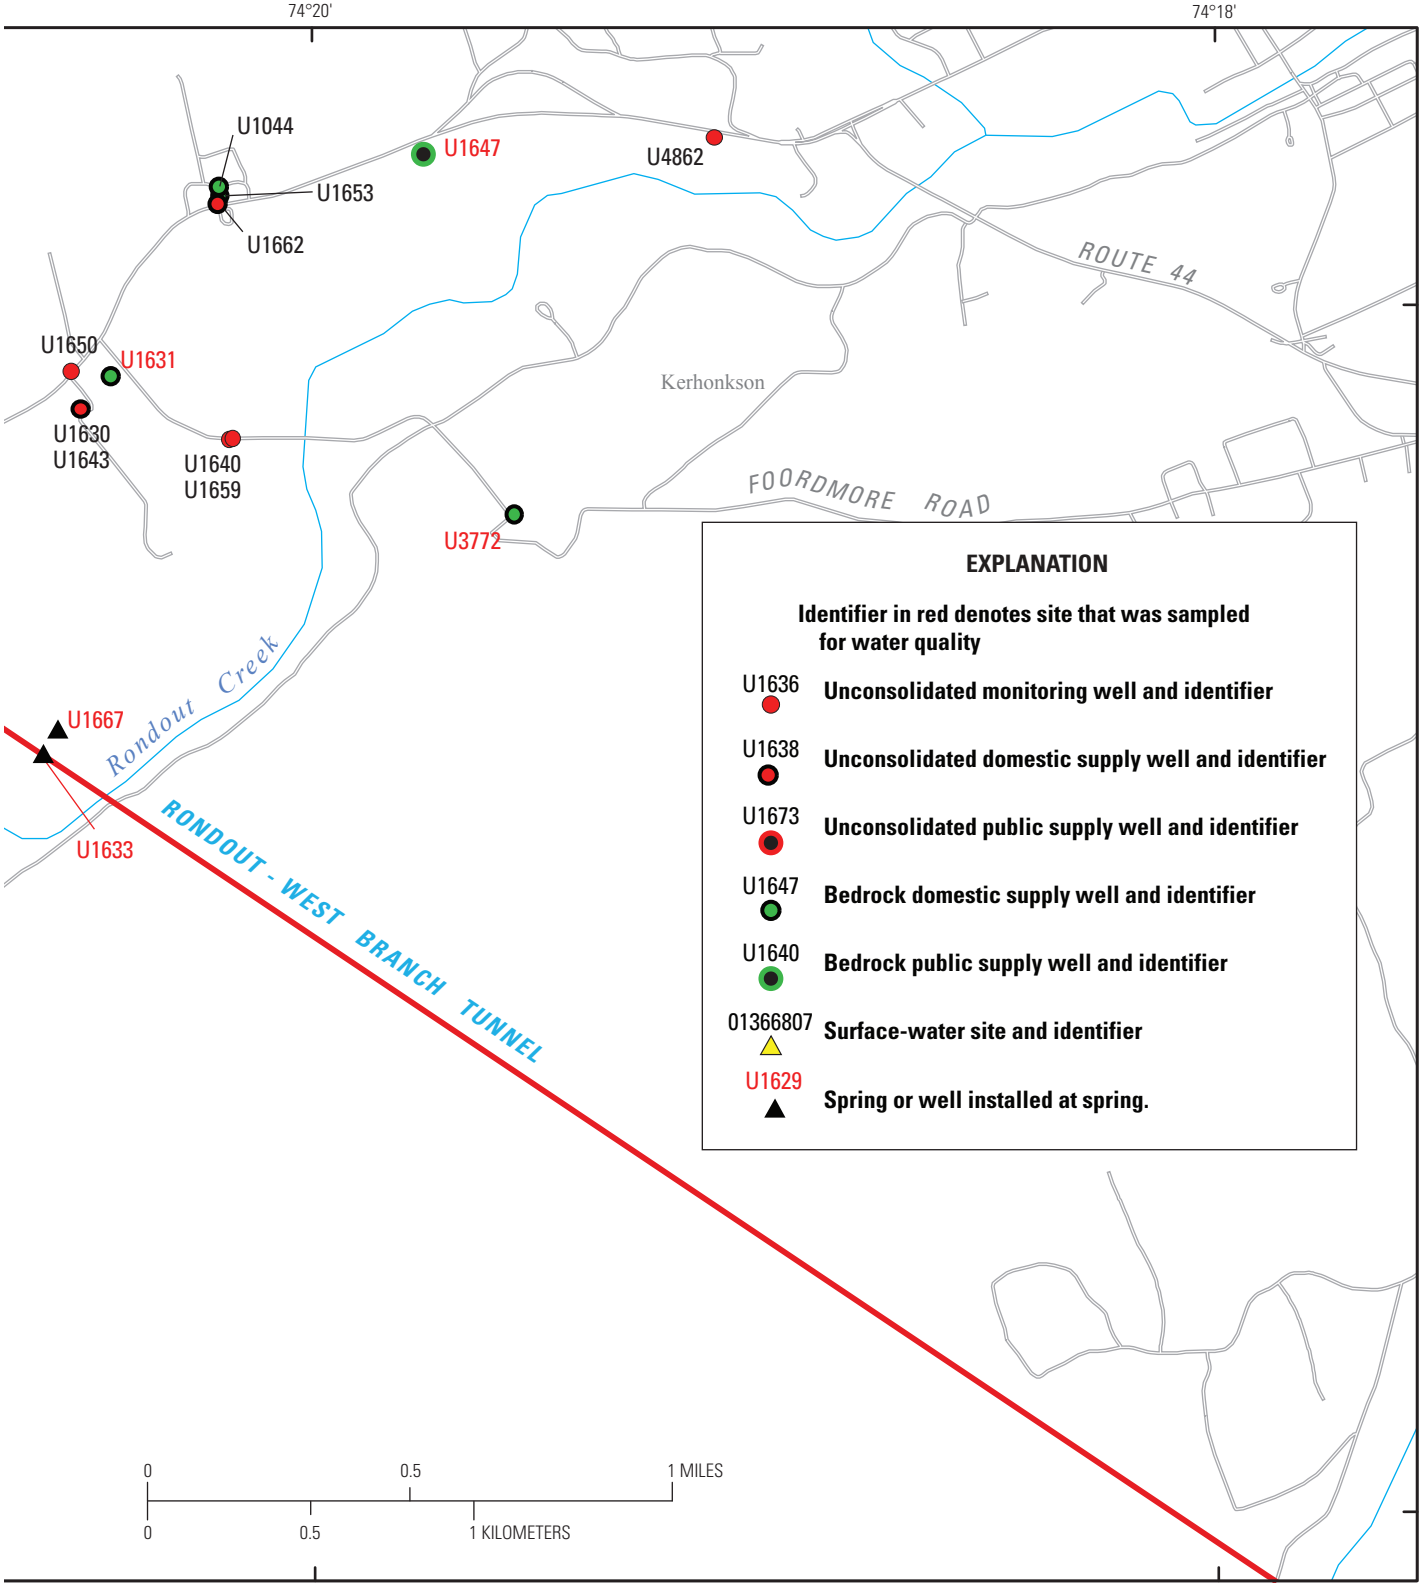 74°20'
74°18'
U1044
U1647
U4862
U1653
U1662
ROUTE 44
U1650
U1631
Kerhonkson
U1630
U1643
U1640
U1659
FOORDMORE ROAD
U3772
EXPLANATION
Identifier in red denotes site that was sampled
for water quality
U1636
Unconsolidated monitoring well and identifier
U1638
Unconsolidated domestic supply well and identifier
U1673
Unconsolidated public supply well and identifier
U1647
Bedrock domestic supply well and identifier
U1640
Bedrock public supply well and identifier
01366807
Surface-water site and identifier
U1629
Spring or well installed at spring.
Rondout Creek
U1667
U1633
RONDOUT - WEST BRANCH TUNNEL
0 0.5 1 MILES
0 0.5 1 KILOMETERS